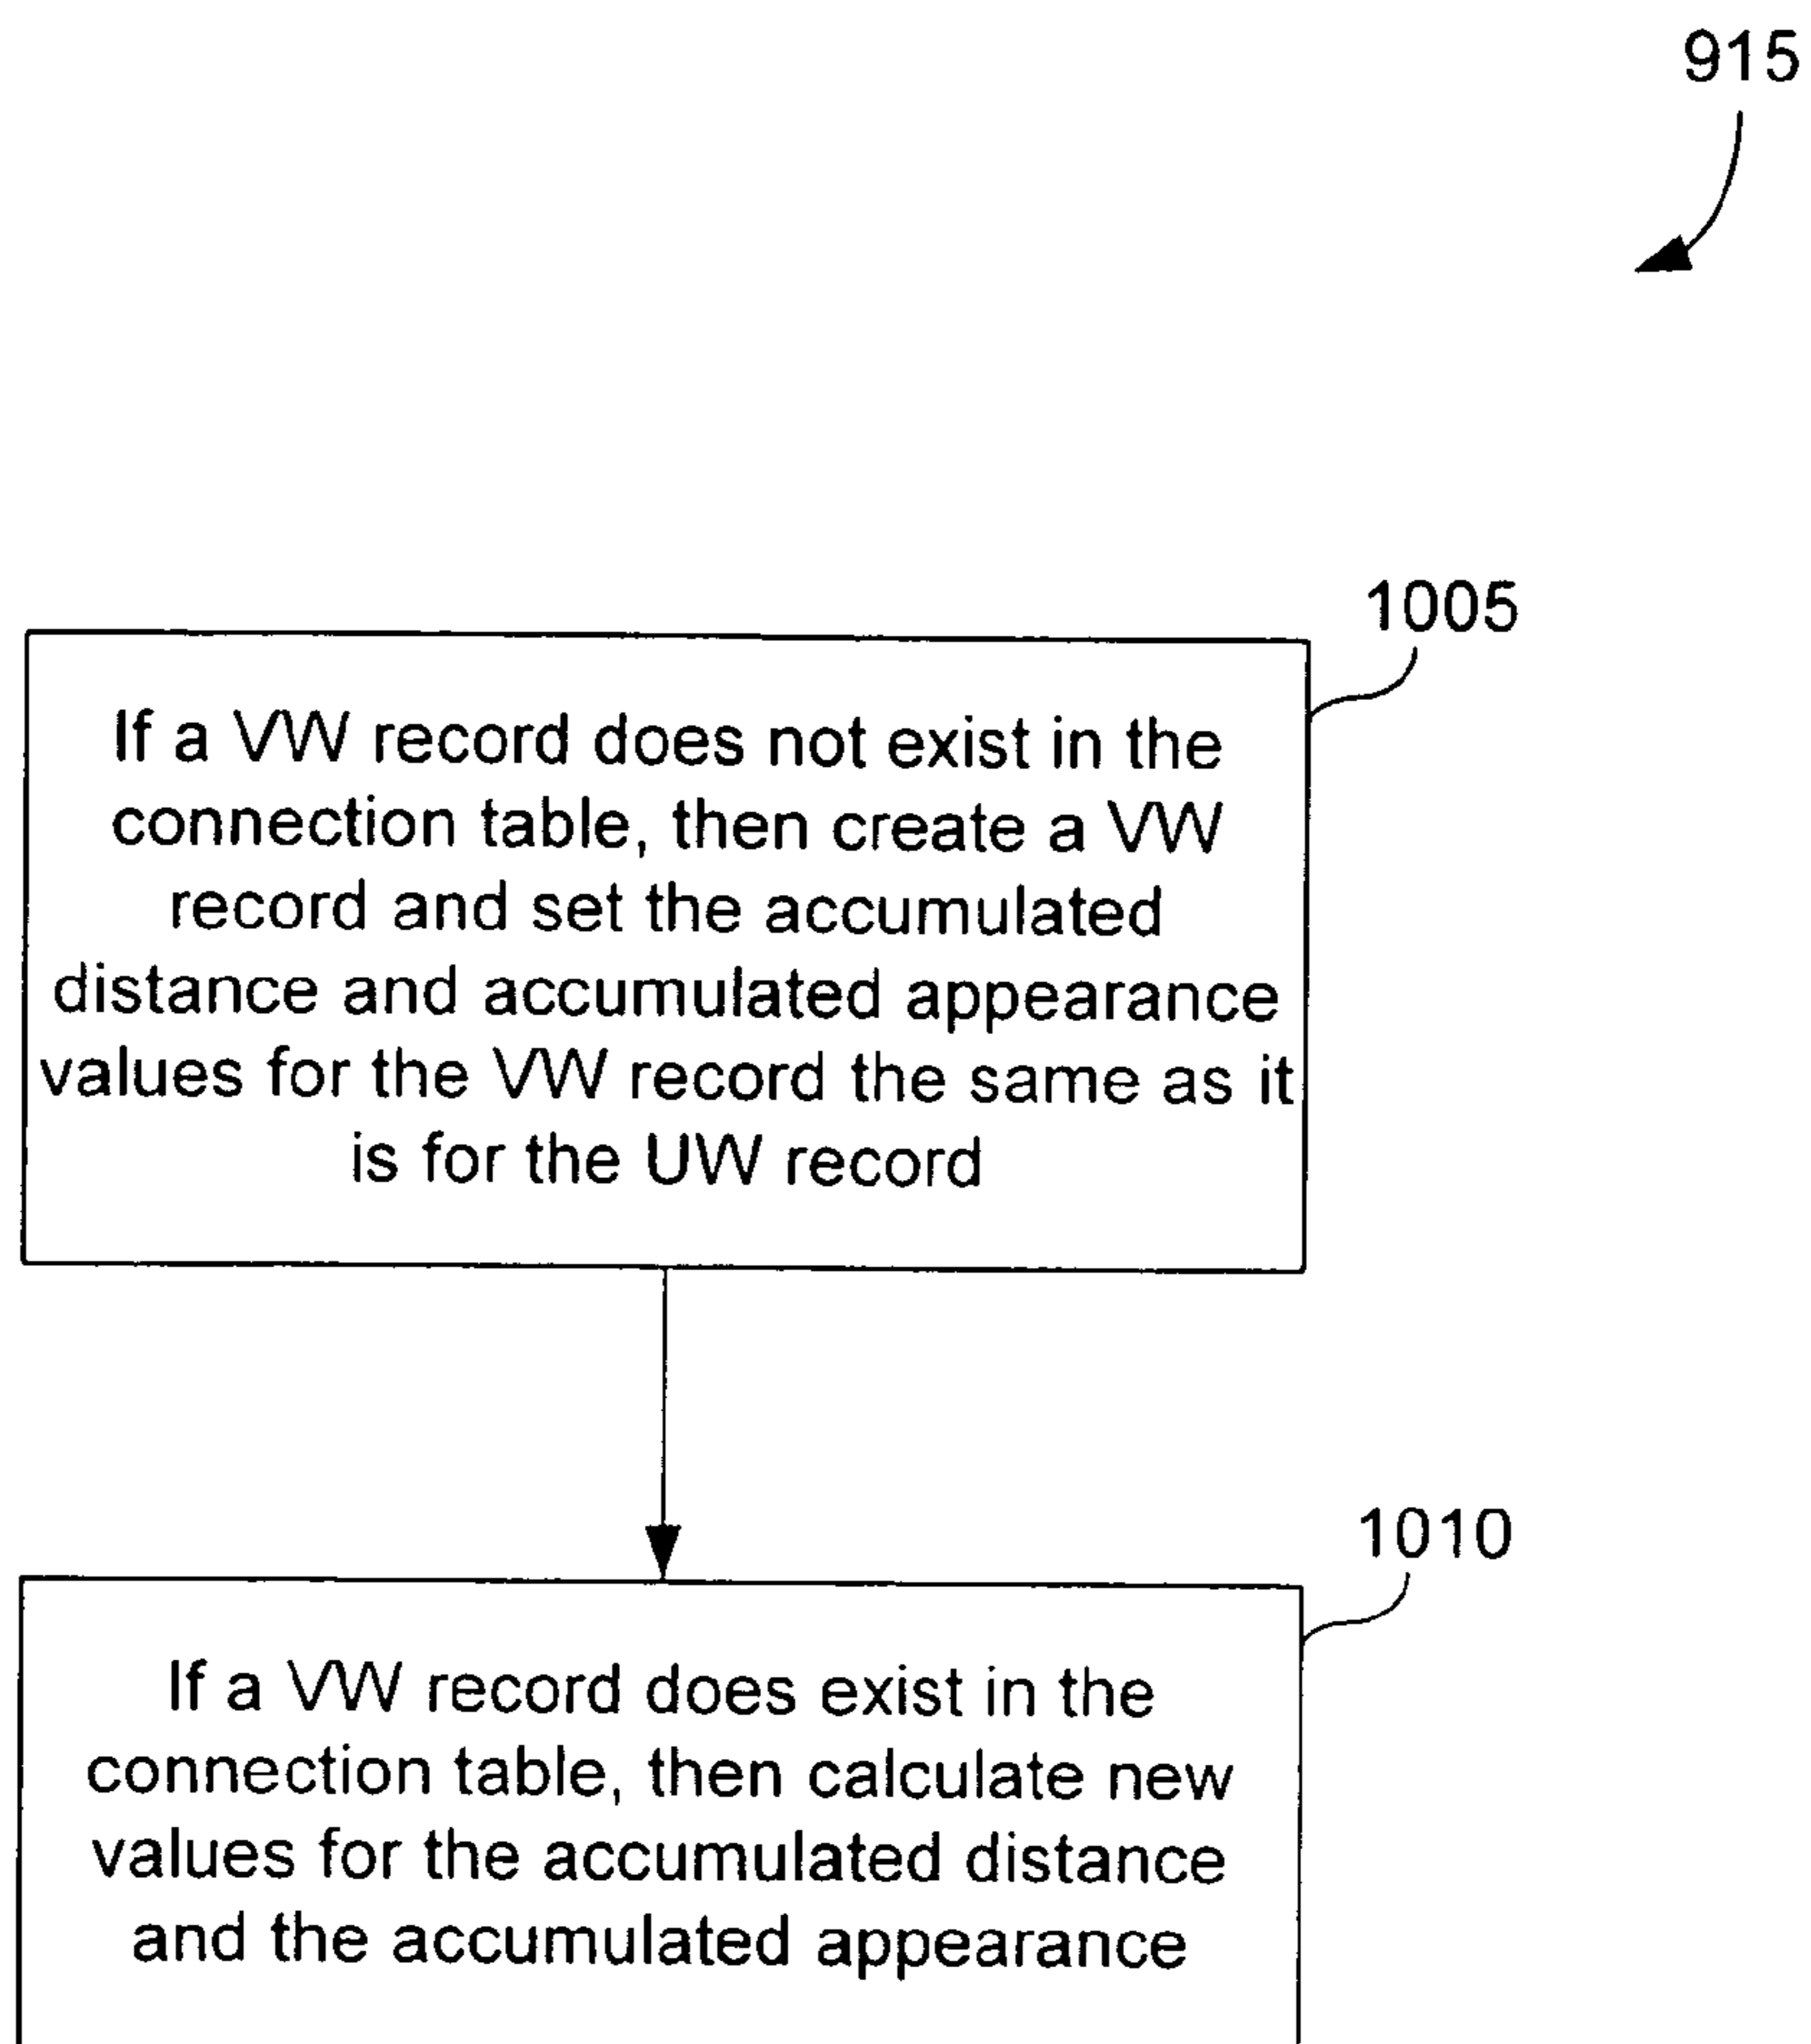 915
1005
If a VW record does not exist in the
connection table, then create a VW
record and set the accumulated
distance and accumulated appearance
values for the VW record the same as it
is for the UW record
1010
If a VW record does exist in the
connection table, then calculate new
values for the accumulated distance
and the accumulated appearance